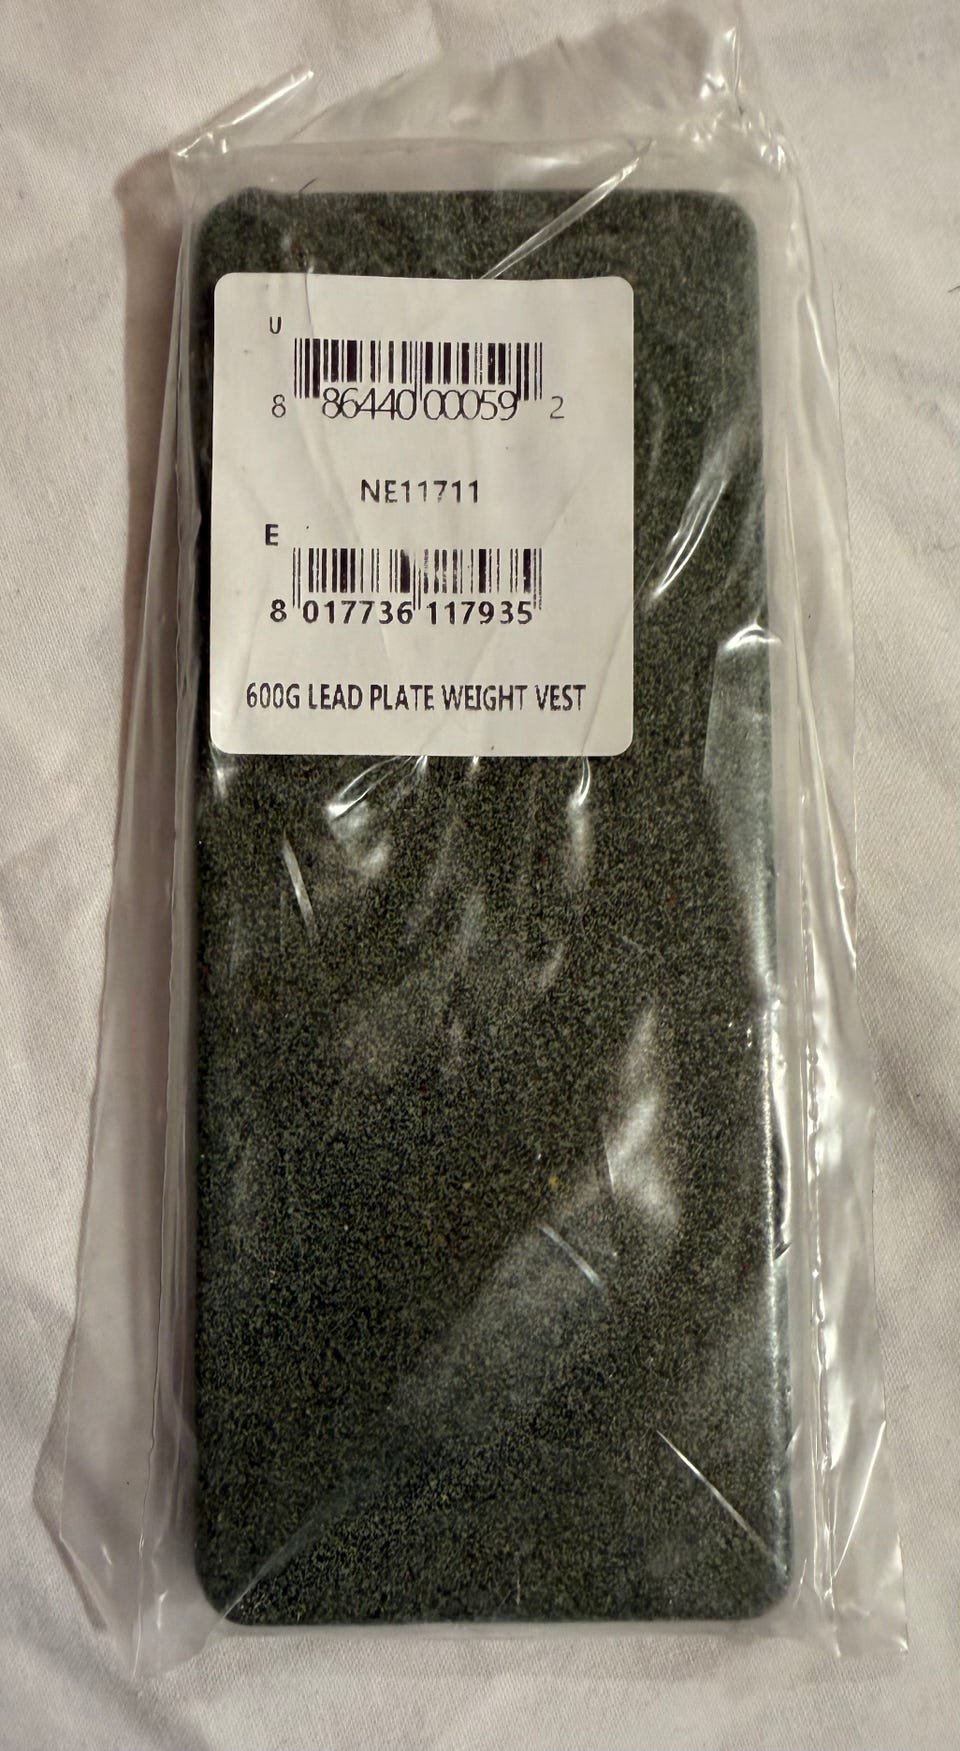 U
8 86440 00059 2
NE11711
E
8 017736 117935
600G LEAD PLATE WEIGHT VEST